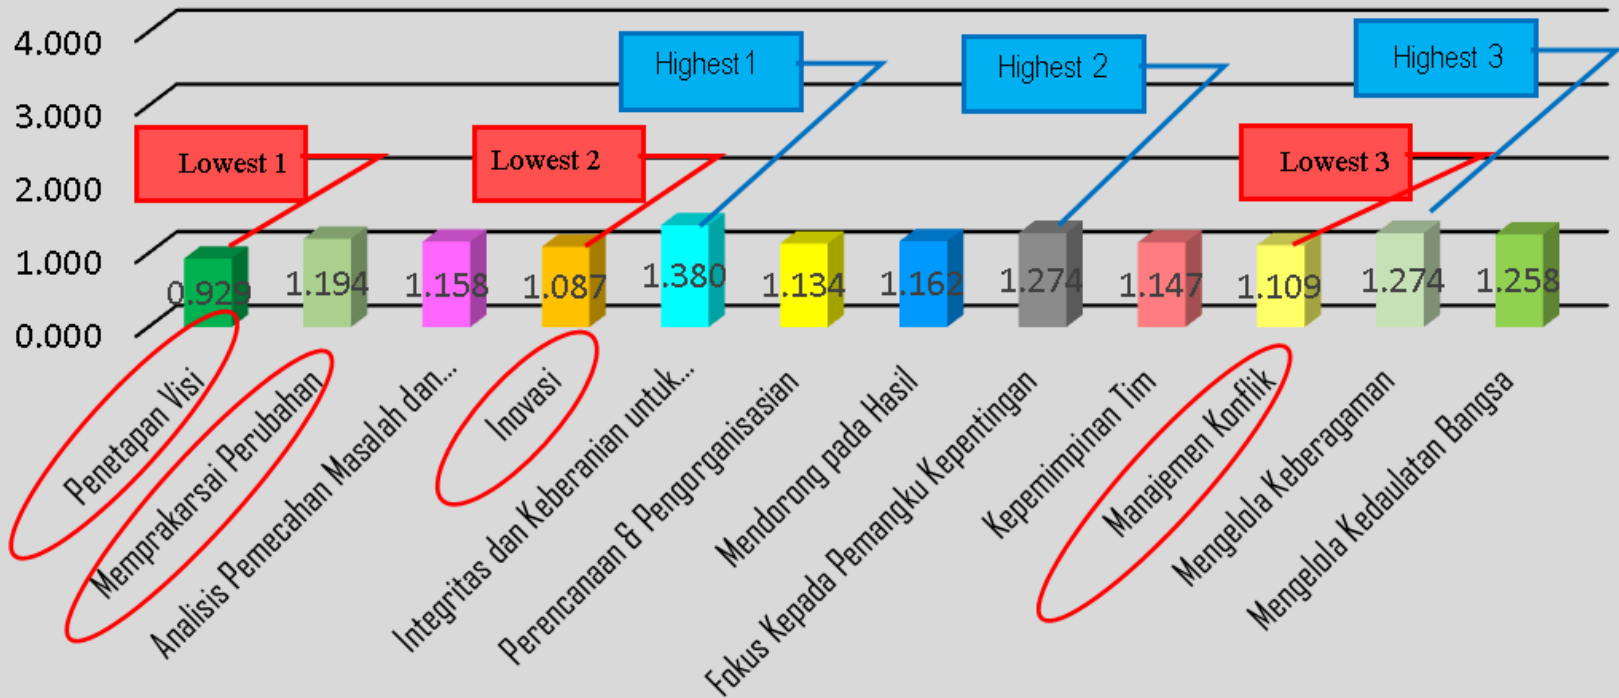 4.000
3.000
2.000
1.000
0.000
Lowest 1
Lowest 2
Highest 1
Highest 2
Lowest 3
Highest 3
0.929
1.194
1.158
1.087
1.380
1.134
1.162
1.274
1.147
1.109
1.274
1.258
Penetapan Visi
Memprakarsai Perubahan
Analisis Pemecahan Masalah dan...
Inovasi
Integritas dan Keberanian untuk...
Perencanaan & Pengorganisasian
Mendorong pada Hasil
Fokus Kepada Pemangku Kepentingan
Kepemimpinan Tim
Manajemen Konflik
Mengelola Keberagaman
Mengelola Kedaulatan Bangsa